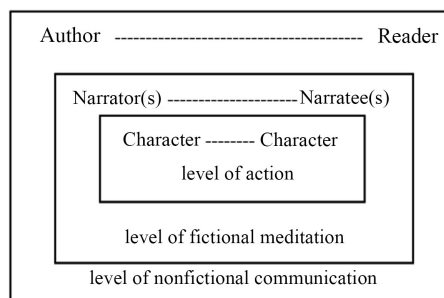 Author ---------------------------------- Reader
Narrator(s) ------------------ Narratee(s)
Character -------- Character
level of action
level of fictional meditation
level of nonfictional communication